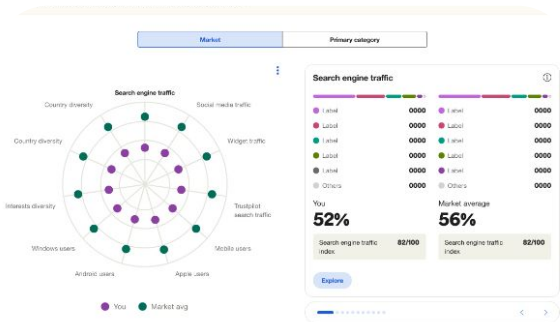 Market
Primary category
Search engine traffic
Country diversity
Social media traffic
Country diversity
Widget traffic
Interests diversity
Trustpilot
search traffic
Windows users
Mobile users
Android users
Apple users
You
Market avg
Search engine traffic
Label 0000 Label 0000
Label 0000 Label 0000
Label 0000 Label 0000
Label 0000 Label 0000
Label 0000 Label 0000
Others 0000 Others 0000
You Market average
52% 56%
Search engine traffic 82/100 Search engine traffic 82/100
index index
Explore